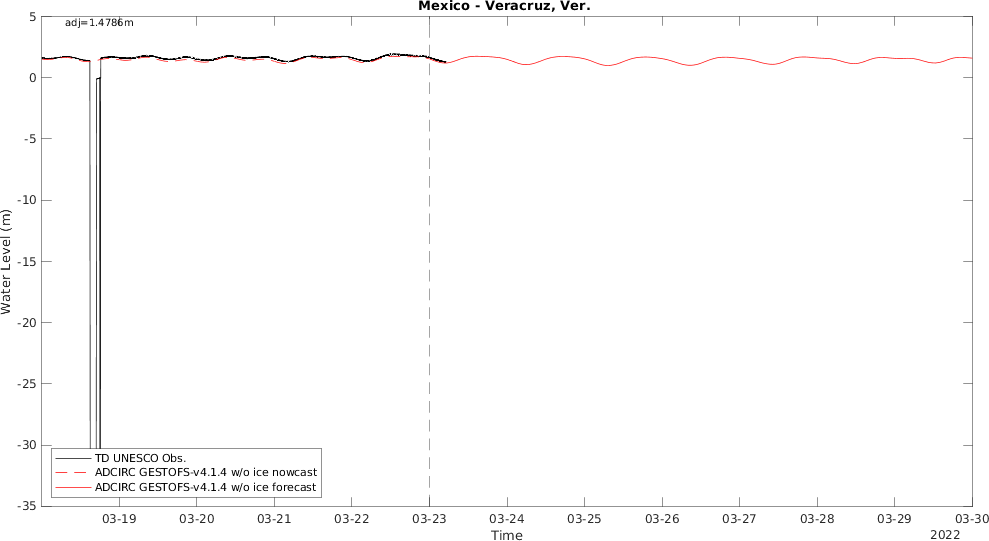 Mexico - Veracruz, Ver.
adj=1.4786m
5
0
-5
-10
-15
-20
-25
-30
-35
Water Level (m)
TD UNESCO Obs.
ADCIRC GESTOFS-v4.1.4 w/o ice nowcast
ADCIRC GESTOFS-v4.1.4 w/o ice forecast
03-19 03-20 03-21 03-22 03-23 03-24 03-25 03-26 03-27 03-28 03-29 03-30
Time
2022